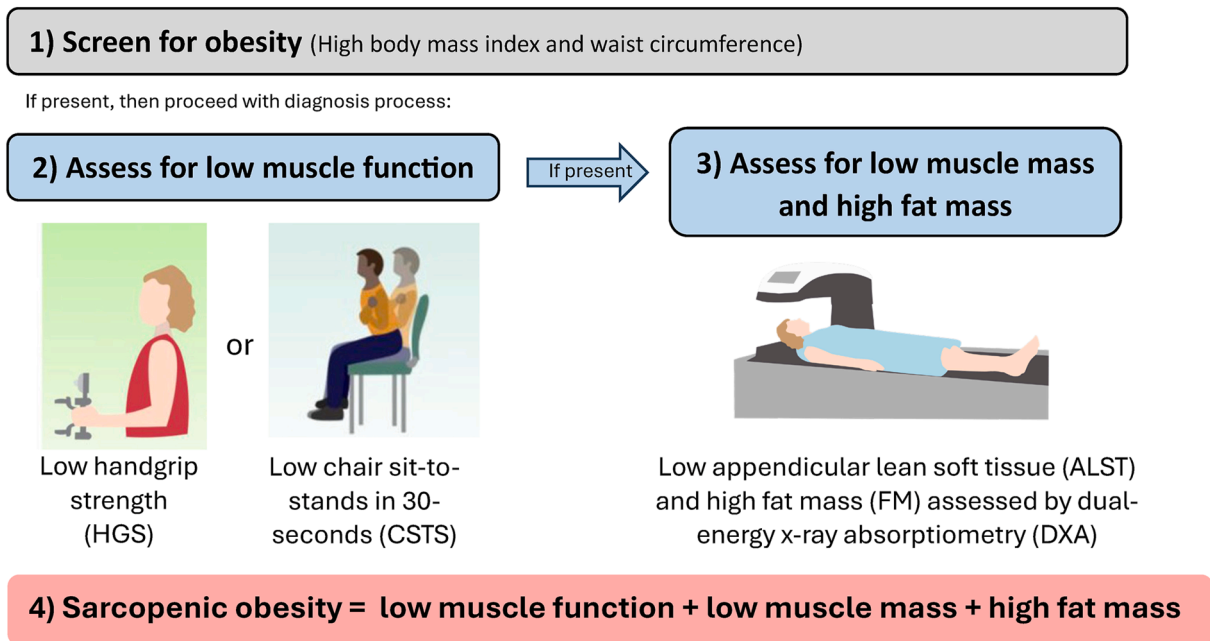 1) Screen for obesity (High body mass index and waist circumference)
If present, then proceed with diagnosis process:
2) Assess for low muscle function
If present
3) Assess for low muscle mass
and high fat mass
or
Low handgrip
strength
(HGS)
Low chair sit-to-
stands in 30-
seconds (CSTS)
Low appendicular lean soft tissue (ALST)
and high fat mass (FM) assessed by dual-
energy x-ray absorptiometry (DXA)
4) Sarcopenic obesity = low muscle function + low muscle mass + high fat mass